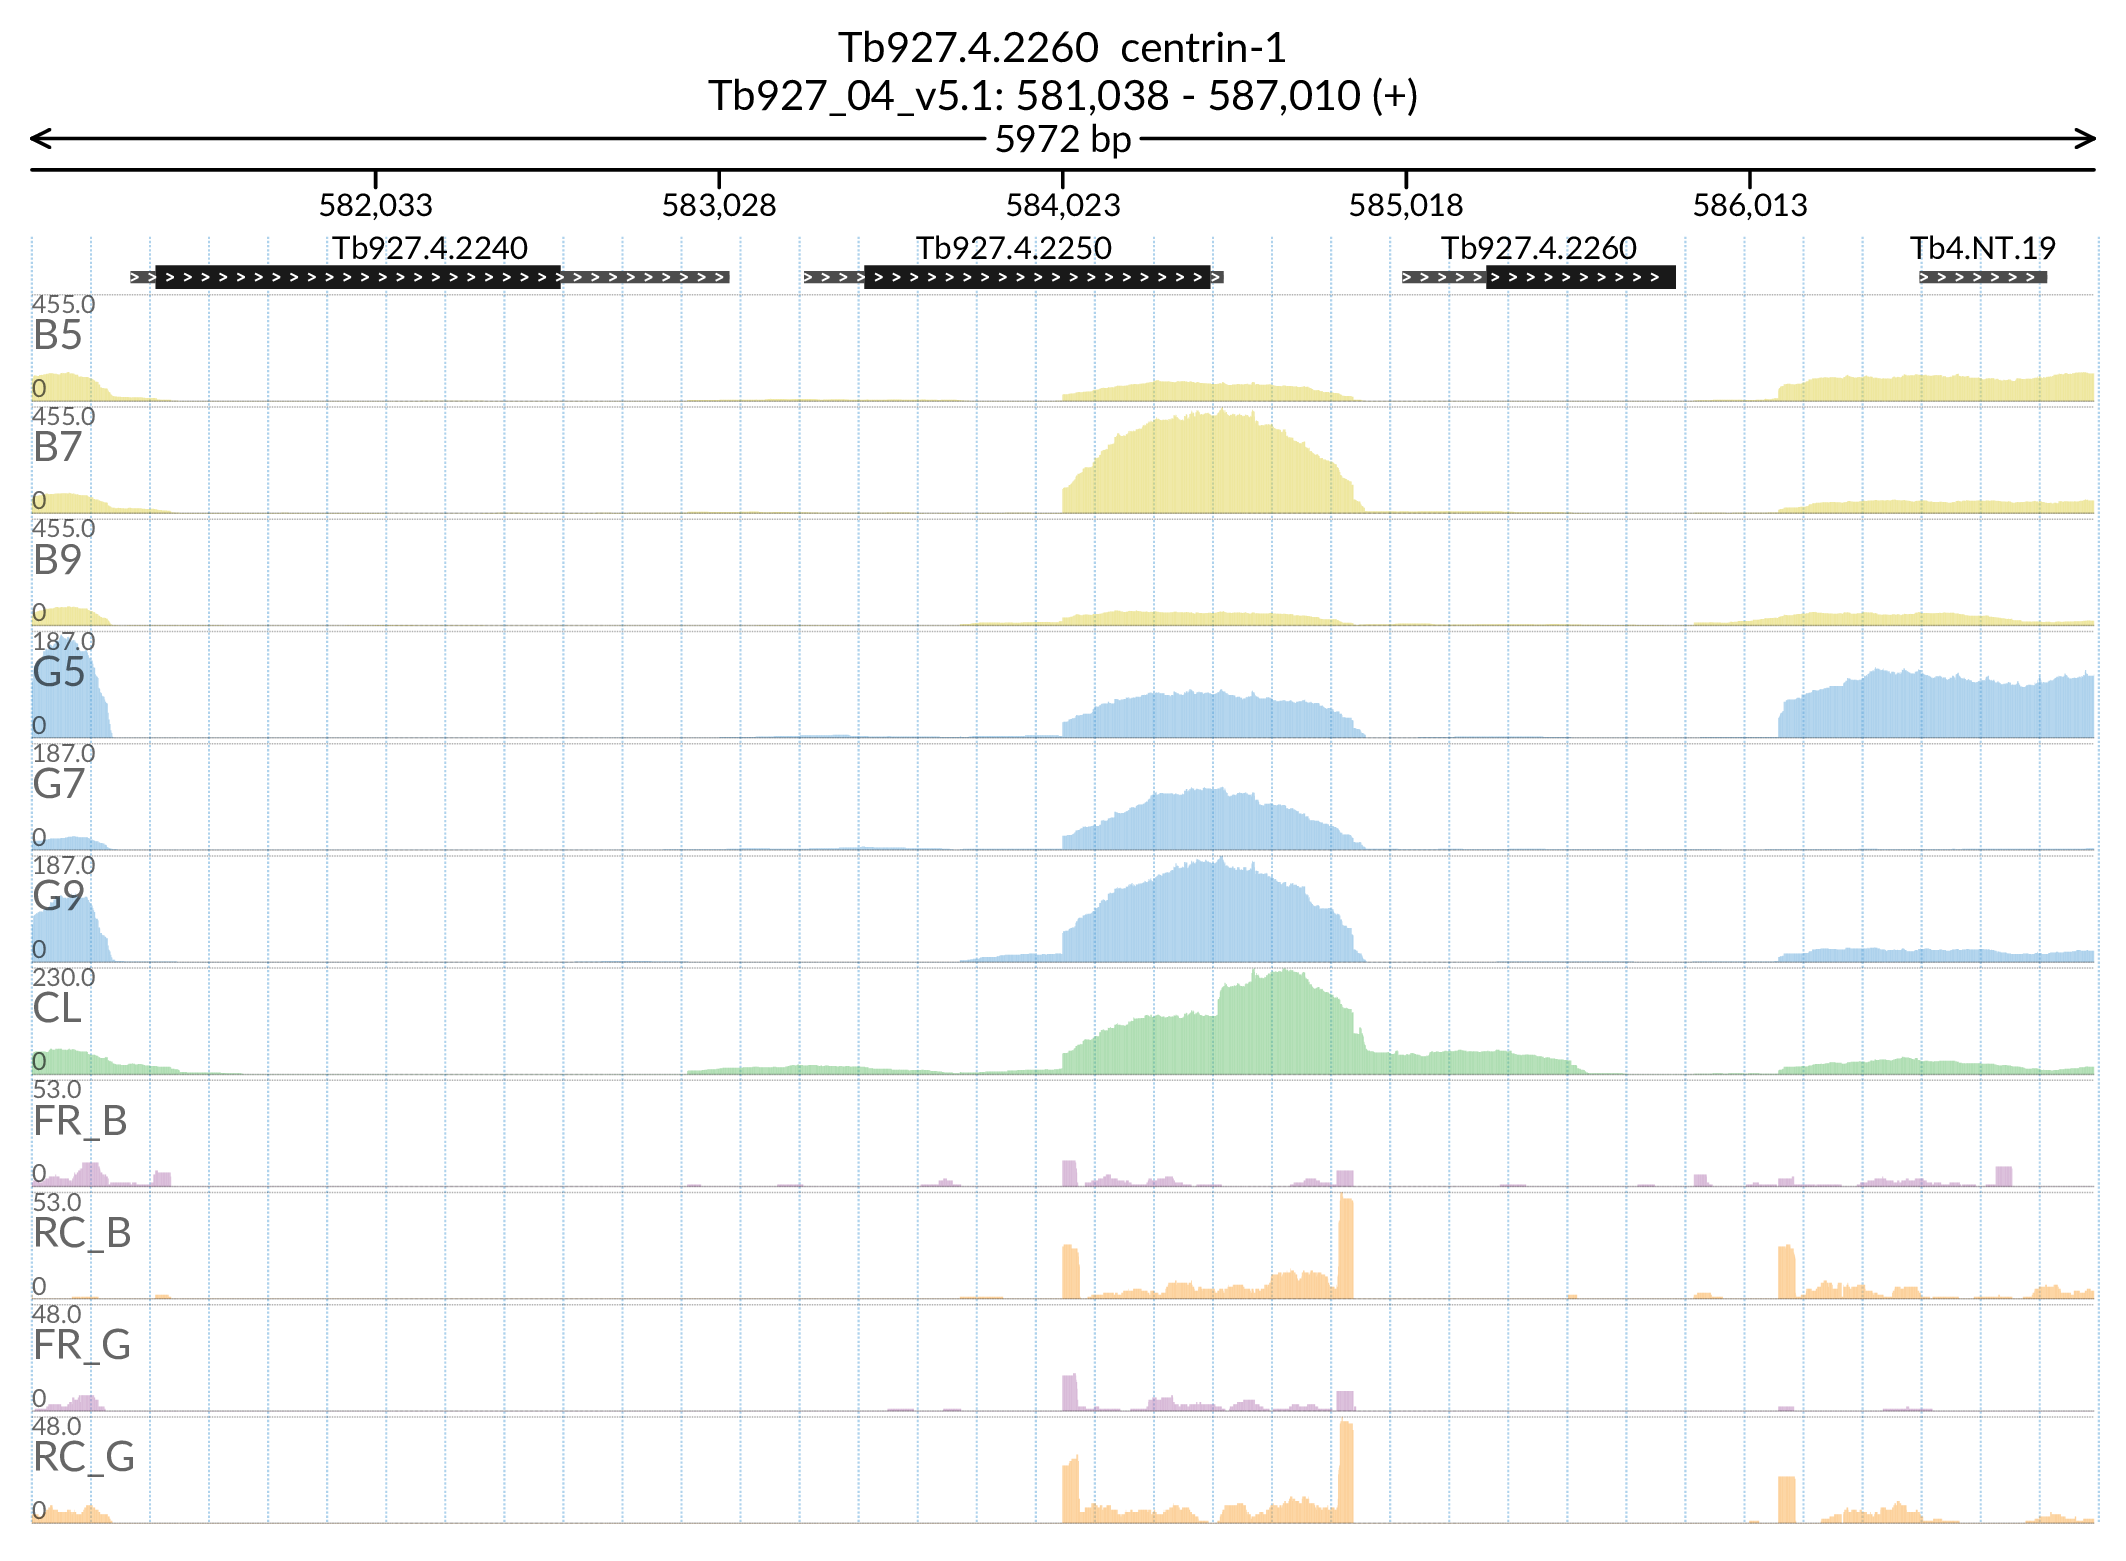 Tb927.4.2260 centrin-1
Tb927_04_v5.1: 581,038 - 587,010 (+)
5972 bp
582,033 583,028 584,023 585,018 586,013
Tb927.4.2240 Tb927.4.2250 Tb927.4.2260 Tb4.NT.19
455.0
B5
0
455.0
B7
0
455.0
B9
0
187.0
G5
0
187.0
G7
0
187.0
G9
0
230.0
CL
0
53.0
FR_B
0
53.0
RC_B
0
48.0
FR_G
0
48.0
RC_G
0